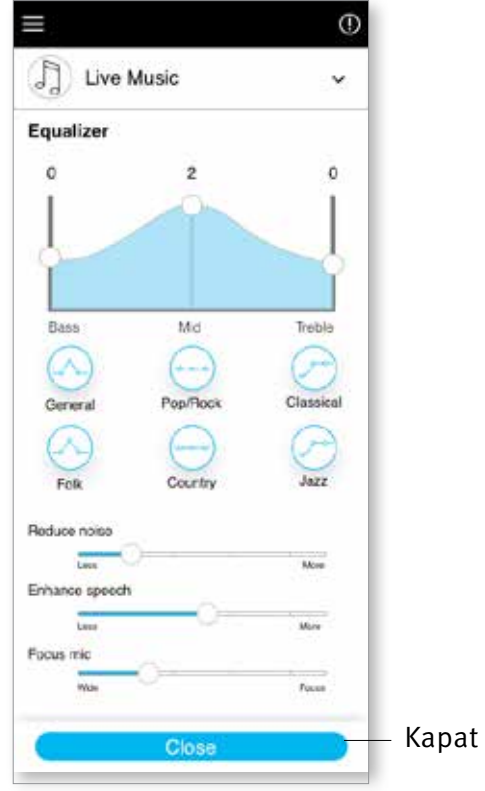 Live Music
Equalizer
0 2 0
Bass Mid Treble
General Pop/Rock Classical
Folk Country Jazz
Reduce noise
Less More
Enhance speech
Less More
Focus mic
Wide Focus
Close
Kapat